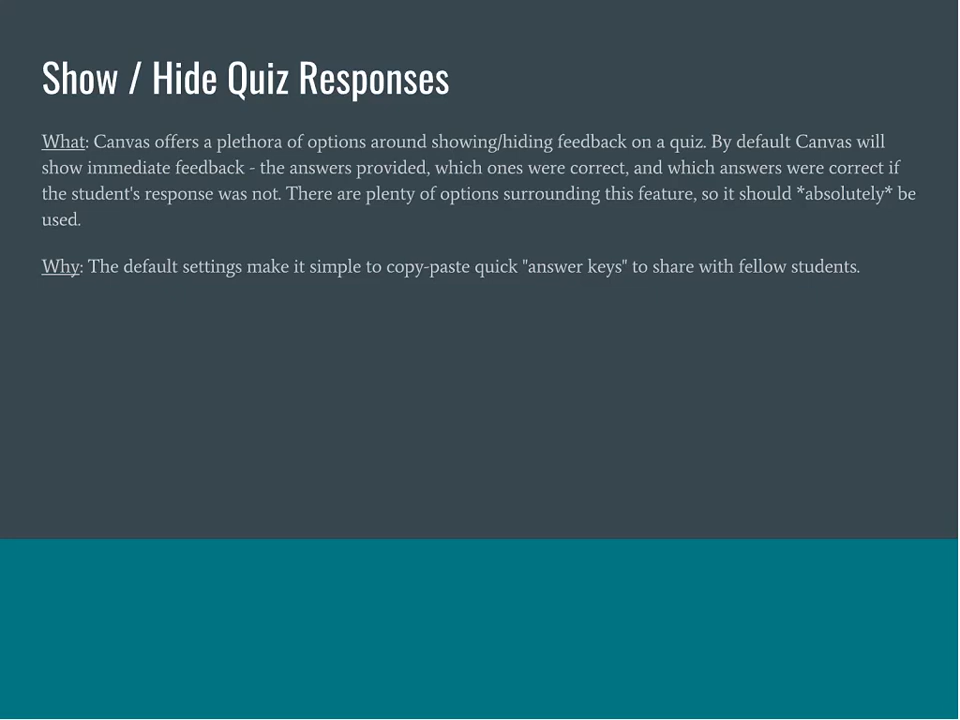 Show / Hide Quiz Responses
What: Canvas offers a plethora of options around showing/hiding feedback on a quiz. By default Canvas will
show immediate feedback - the answers provided, which ones were correct, and which answers were correct if
the student's response was not. There are plenty of options surrounding this feature, so it should *absolutely* be
used.
Why: The default settings make it simple to copy-paste quick "answer keys" to share with fellow students.